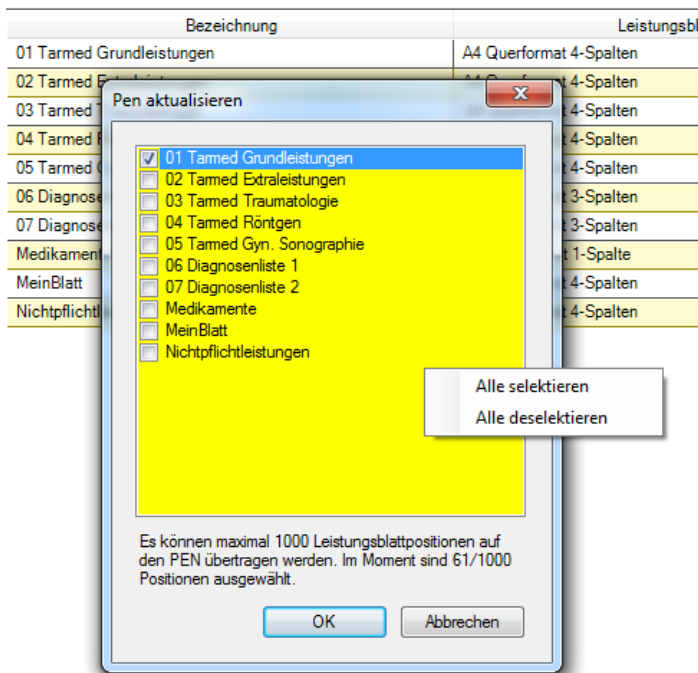 Bezeichnung Leistungsbl
01 Tarmed Grundleistungen A4 Querformat 4-Spalten
02 Tarmed 4-Spalten
03 Tarmed t 4-Spalten
04 Tarmed t 4-Spalten
05 Tarmed t 4-Spalten
06 Diagnose t 3-Spalten
07 Diagnose t 3-Spalten
Medikament t 1-Spalte
MeinBlatt t 4-Spalten
Nichtpflichtl t 4-Spalten
Pen aktualisieren
01 Tarmed Grundleistungen
02 Tarmed Extraleistungen
03 Tarmed Traumatologie
04 Tarmed Röntgen
05 Tarmed Gyn. Sonographie
06 Diagnosenliste 1
07 Diagnosenliste 2
Medikamente
MeinBlatt
Nichtpflichtleistungen
Alle selektieren
Alle deselektieren
Es können maximal 1000 Leistungsblattpositionen auf
den PEN übertragen werden. Im Moment sind 61/1000
Positionen ausgewählt.
OK Abbrechen